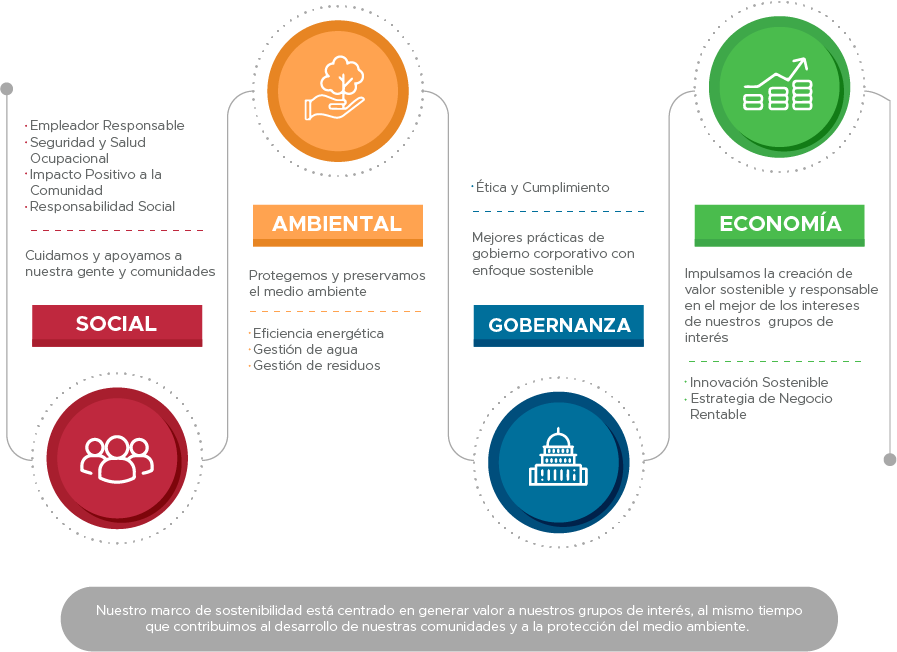 · Empleador Responsable
· Seguridad y Salud
Ocupacional
· Impacto Positivo a la
Comunidad
· Responsabilidad Social
Cuidamos y apoyamos a
nuestra gente y comunidades
SOCIAL
AMBIENTAL
Protegemos y preservamos
el medio ambiente
· Eficiencia energética
· Gestión de agua
· Gestión de residuos
· Ética y Cumplimiento
Mejores prácticas de
gobierno corporativo con
enfoque sostenible
GOBERNANZA
ECONOMÍA
Impulsamos la creación de
valor sostenible y responsable
en el mejor de los intereses
de nuestros grupos de
interés
· Innovación Sostenible
· Estrategia de Negocio
Rentable
Nuestro marco de sostenibilidad está centrado en generar valor a nuestros grupos de interés, al mismo tiempo
que contribuimos al desarrollo de nuestras comunidades y a la protección del medio ambiente.